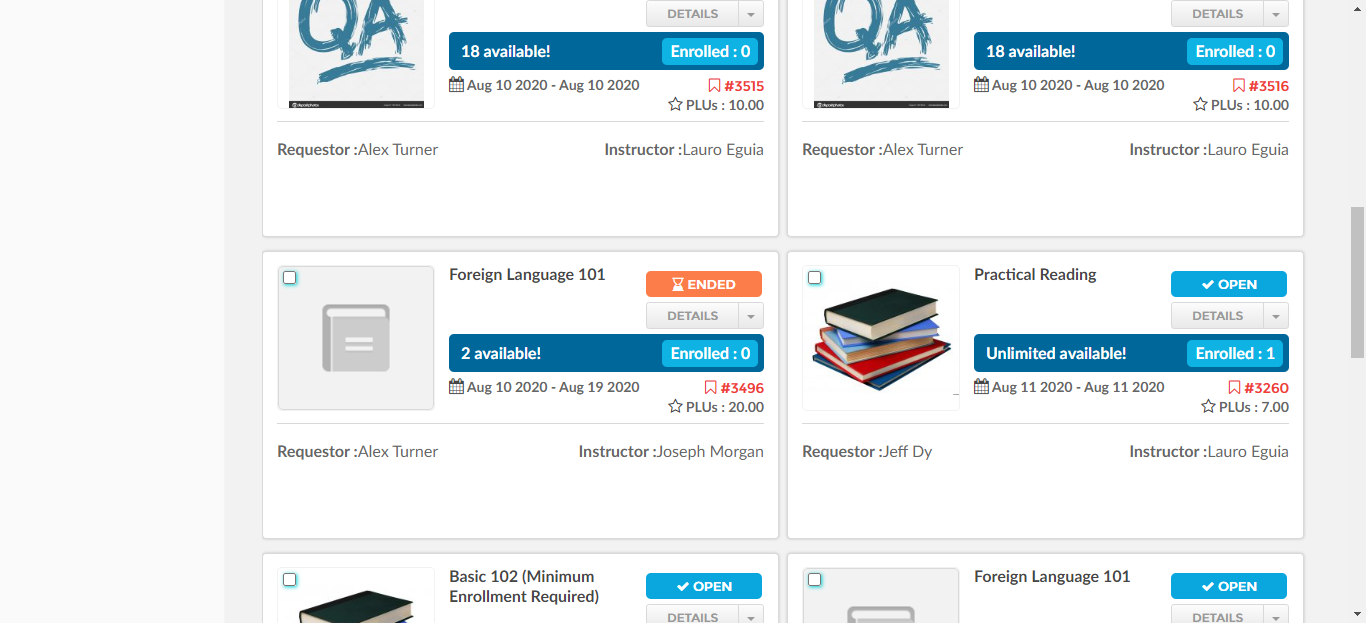 QA
DETAILS
18 available!
Enrolled : 0
Aug 10 2020 - Aug 10 2020
#3515
PLUs : 10.00
Requestor :Alex Turner
Instructor :Lauro Eguia
QA
DETAILS
18 available!
Enrolled : 0
Aug 10 2020 - Aug 10 2020
#3516
PLUs : 10.00
Requestor :Alex Turner
Instructor :Lauro Eguia
Foreign Language 101
ENDED
DETAILS
2 available!
Enrolled : 0
Aug 10 2020 - Aug 19 2020
#3496
PLUs : 20.00
Requestor :Alex Turner
Instructor :Joseph Morgan
Practical Reading
OPEN
DETAILS
Unlimited available!
Enrolled : 1
Aug 11 2020 - Aug 11 2020
#3260
PLUs : 7.00
Requestor :Jeff Dy
Instructor :Lauro Eguia
Basic 102 (Minimum
Enrollment Required)
OPEN
DETAILS
Foreign Language 101
OPEN
DETAILS